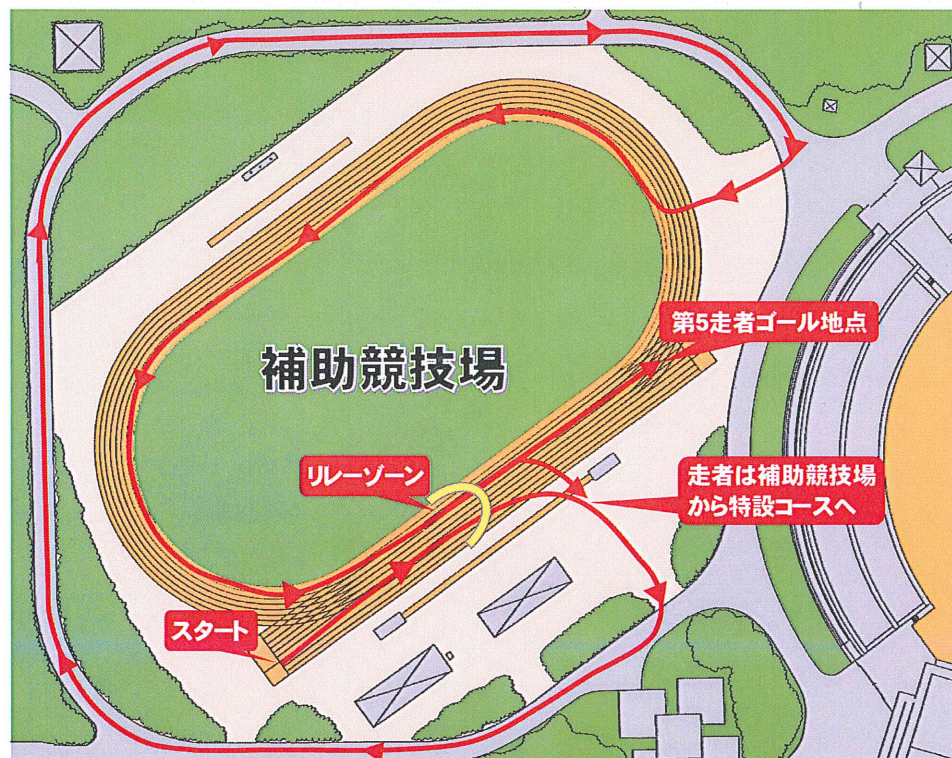 第5走者ゴール地点
補助競技場
リレーゾーン
走者は補助競技場
から特設コースへ
スタート